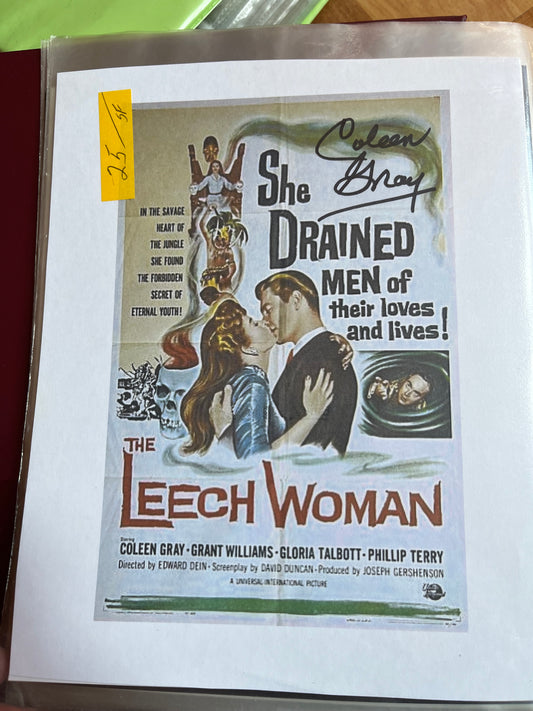 25/SF
Coleen
Gray
She
DRAINED
MEN of
their loves
and lives!
IN THE SAVAGE
HEART OF
THE JUNGLE
SHE FOUND
THE FORBIDDEN
SECRET OF
ETERNAL YOUTH!
THE
LEECH WOMAN
Starring
COLEEN GRAY · GRANT WILLIAMS · GLORIA TALBOTT · PHILLIP TERRY
Directed by EDWARD DEIN · Screenplay by DAVID DUNCAN · Produced by JOSEPH GERSHENSON
A UNIVERSAL-INTERNATIONAL PICTURE